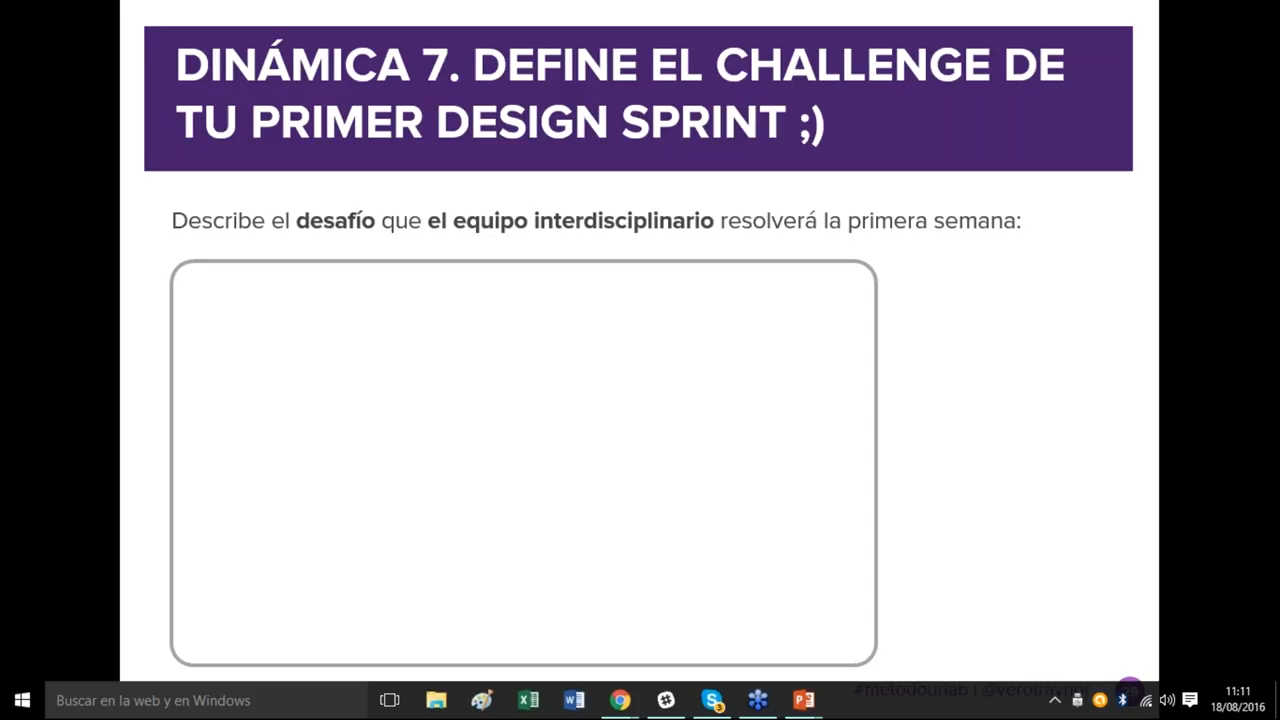 DINÁMICA 7. DEFINE EL CHALLENGE DE
TU PRIMER DESIGN SPRINT ;)
Describe el desafío que el equipo interdisciplinario resolverá la primera semana:
Buscar en la web y en Windows
3
11:11
18/08/2016